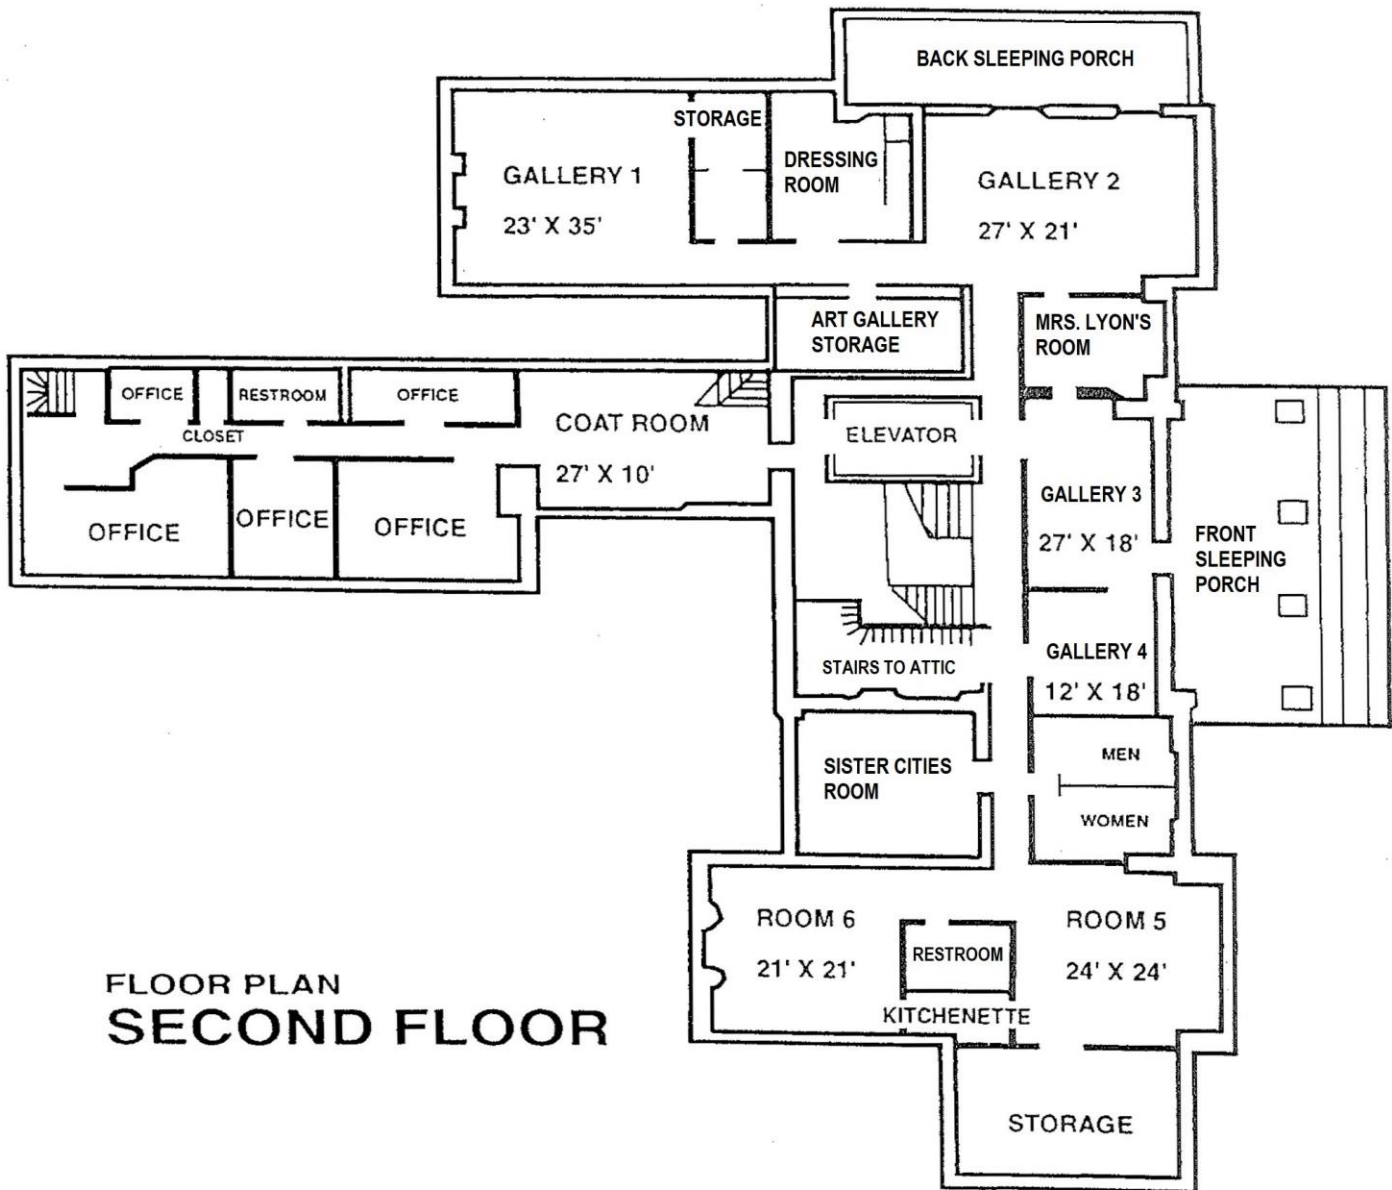 BACK SLEEPING PORCH
STORAGE
GALLERY 1
23' X 35'
DRESSING
ROOM
GALLERY 2
27' X 21'
ART GALLERY
STORAGE
MRS. LYON'S
ROOM
OFFICE
RESTROOM
OFFICE
CLOSET
COAT ROOM
27' X 10'
ELEVATOR
OFFICE
OFFICE
OFFICE
GALLERY 3
27' X 18'
FRONT
SLEEPING
PORCH
STAIRS TO ATTIC
GALLERY 4
12' X 18'
SISTER CITIES
ROOM
MEN
WOMEN
ROOM 6
21' X 21'
RESTROOM
KITCHENETTE
ROOM 5
24' X 24'
STORAGE
FLOOR PLAN
SECOND FLOOR